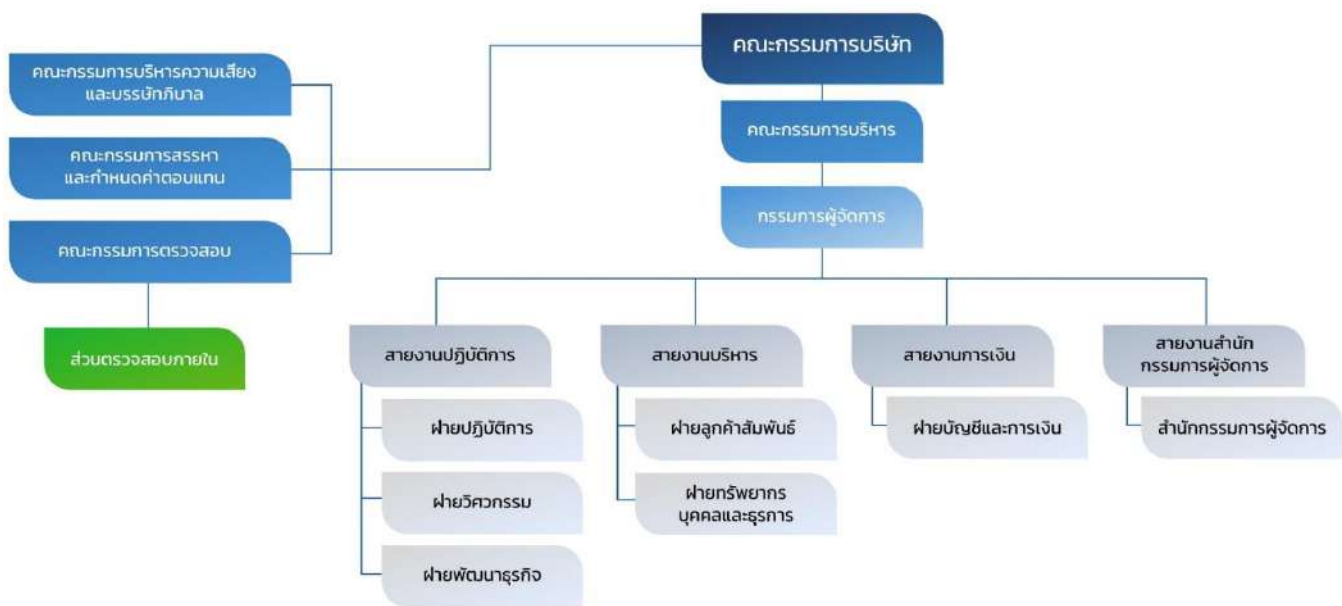 คณะกรรมการบริษัท
คณะกรรมการบริหารความเสี่ยง
และบรรษัทภิบาล
คณะกรรมการบริหาร
คณะกรรมการสรรหา
และกำหนดค่าตอบแทน
กรรมการผู้จัดการ
คณะกรรมการตรวจสอบ
ส่วนตรวจสอบภายใน
สายงานปฏิบัติการ
สายงานบริหาร
สายงานการเงิน
สายงานสำนัก
กรรมการผู้จัดการ
ฝ่ายปฏิบัติการ
ฝ่ายลูกค้าสัมพันธ์
ฝ่ายบัญชีและการเงิน
สำนักกรรมการผู้จัดการ
ฝ่ายวิศวกรรม
ฝ่ายทรัพยากร
บุคคลและธุรการ
ฝ่ายพัฒนาธุรกิจ